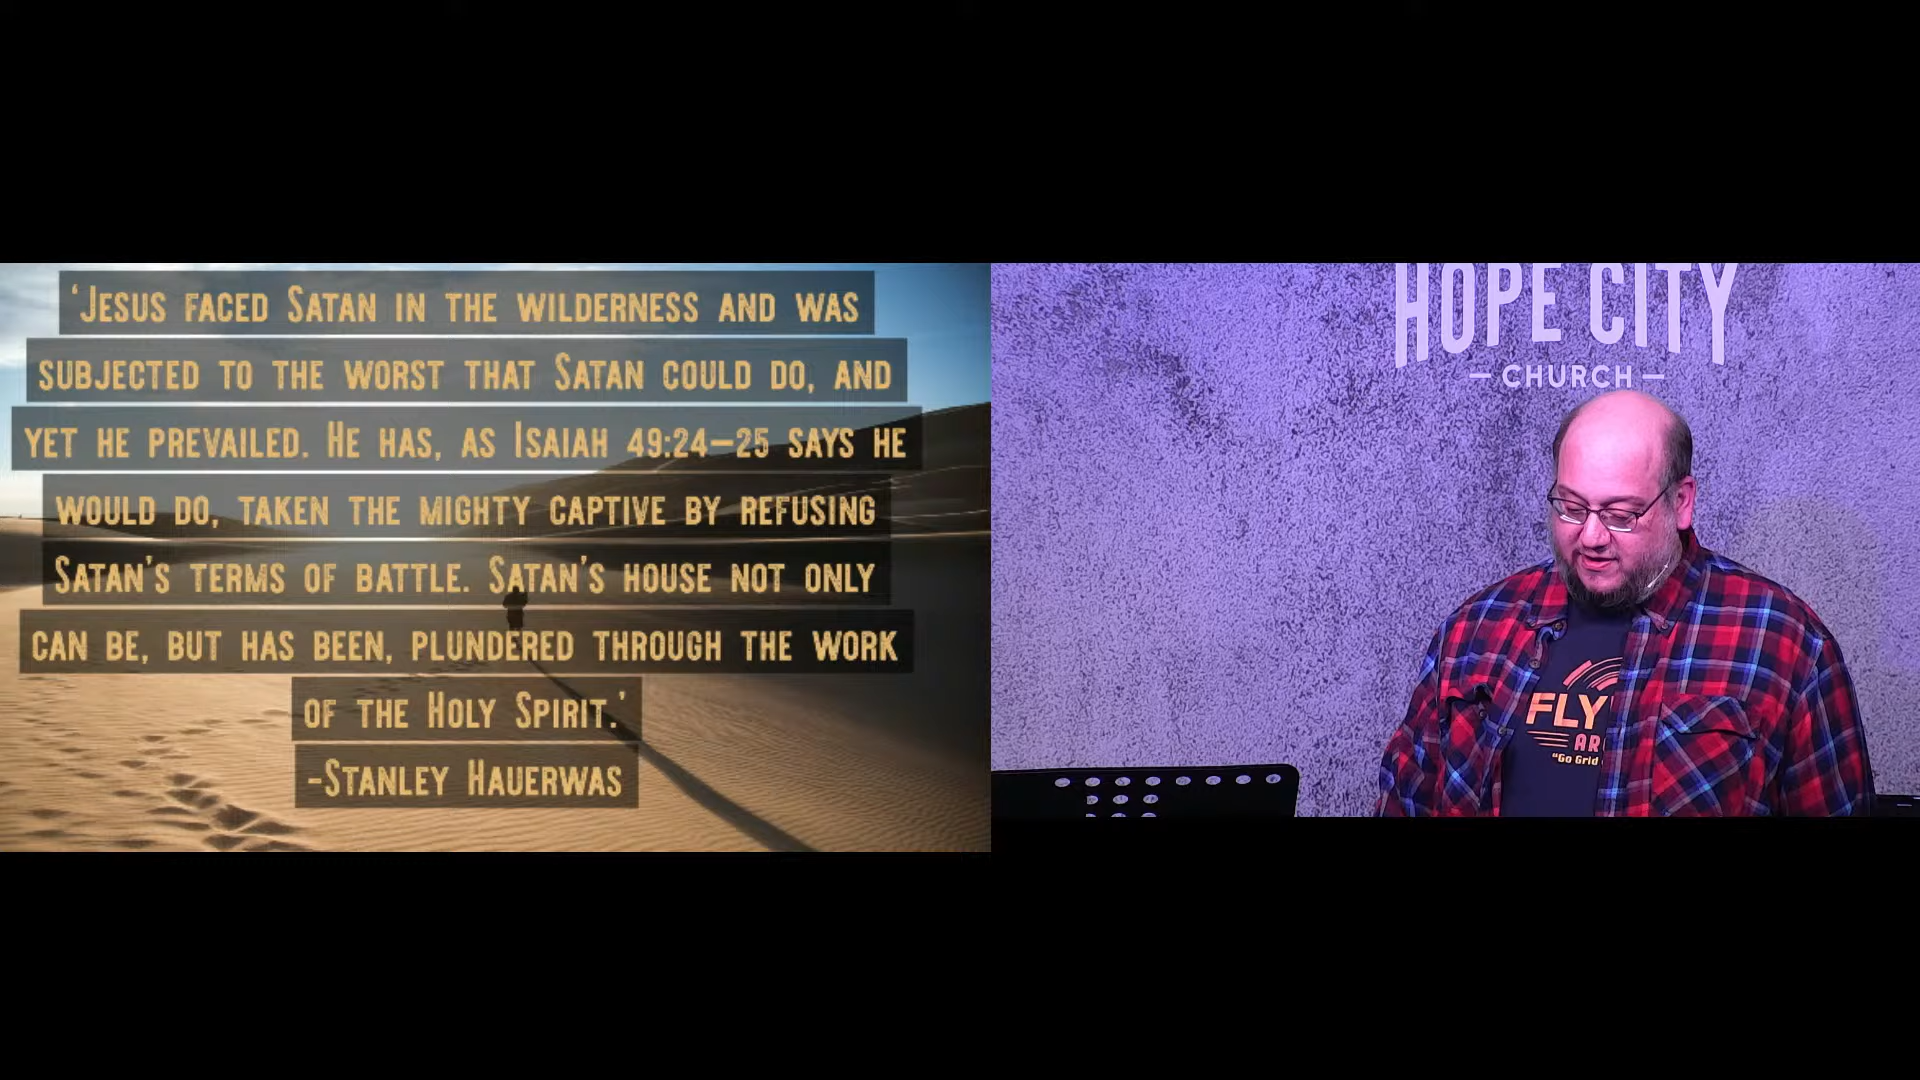 ‘Jesus faced Satan in the wilderness and was
subjected to the worst that Satan could do, and
yet he prevailed. He has, as Isaiah 49:24–25 says he
would do, taken the mighty captive by refusing
Satan’s terms of battle. Satan’s house not only
can be, but has been, plundered through the work
of the Holy Spirit.’
-Stanley Hauerwas
HOPE CITY
– CHURCH –
FLY
"Go Grid